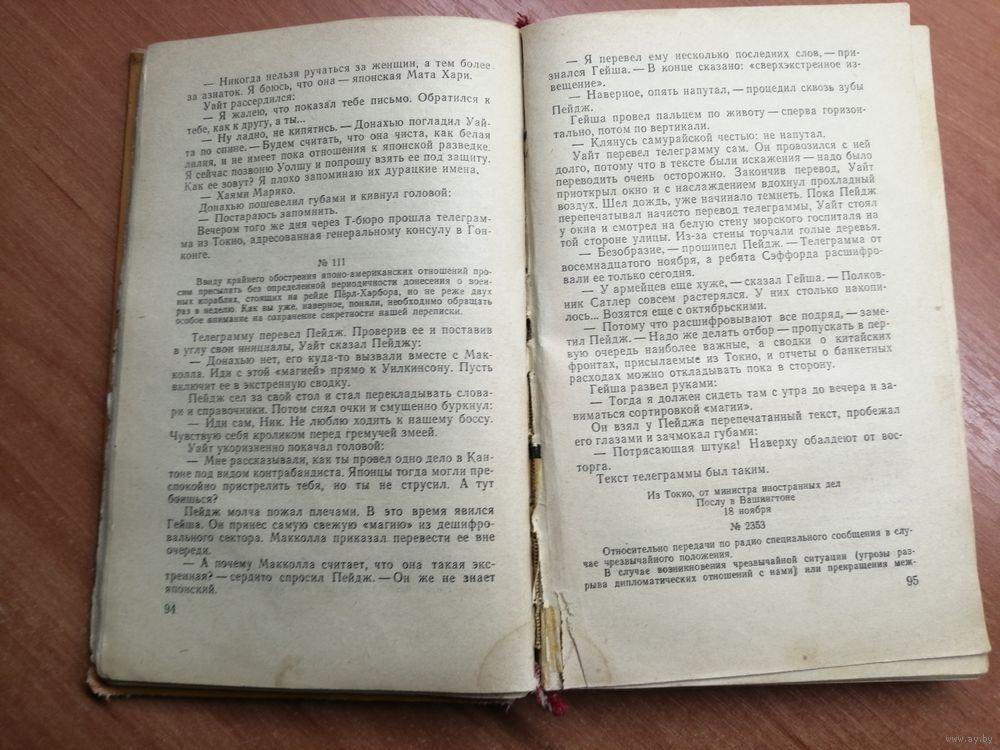 — Никогда нельзя ручаться за женщин, а тем более
за азиаток. Я боюсь, что она — японская Мата Хари.
Уайт рассердился:
— Я жалею, что показал тебе письмо. Обратился к
тебе, как к другу, а ты...
— Ну ладно, не кипятись. — Донахью погладил Уай-
та по спине. — Будем считать, что она чиста, как белая
лилия, и не имеет пока отношения к японской разведке.
Я сейчас позвоню Уолшу и попрошу взять ее под защиту.
Как ее зовут? Я плохо запоминаю их дурацкие имена.
— Хаями Марико.
Донахью пошевелил губами и кивнул головой:
— Постараюсь запомнить.
Вечером того же дня через Т-бюро прошла телеграм-
ма из Токио, адресованная генеральному консулу в Гон-
конге.
№ 111
Ввиду крайнего обострения японо-американских отношений про-
сим присылать без определенной периодичности донесения о воен-
ных кораблях, стоящих на рейде Пёрл-Харбора, но не реже двух
раз в неделю. Как вы уже, наверное, поняли, необходимо обращать
особое внимание на сохранение секретности нашей переписки.
Телеграмму перевел Пейдж. Проверив ее и поставив
в углу свои инициалы, Уайт сказал Пейджу:
— Донахью нет, его куда-то вызвали вместе с Мак-
колла. Иди с этой «магией» прямо к Уилкинсону. Пусть
включит ее в экстренную сводку.
Пейдж сел за свой стол и стал перекладывать слова-
ри и справочники. Потом снял очки и смущенно буркнул:
— Иди сам, Ник. Не люблю ходить к нашему боссу.
Чувствую себя кроликом перед гремучей змеей.
Уайт укоризненно покачал головой:
— Мне рассказывали, как ты провел одно дело в Кан-
тоне под видом контрабандиста. Японцы тогда могли пре-
спокойно пристрелить тебя, но ты не струсил. А тут
боишься?
Пейдж молча пожал плечами. В это время явился
Гейша. Он принес самую свежую «магию» из дешифро-
вального сектора. Макколла приказал перевести ее вне
очереди.
— А почему Макколла считает, что она такая экс-
тренная? — сердито спросил Пейдж. — Он же не знает
японский.
94
— Я перевел ему несколько последних слов, — при-
знался Гейша. — В конце сказано: «сверхэкстренное из-
вещение».
— Наверное, опять напутал, — процедил сквозь зубы
Пейдж.
Гейша провел пальцем по животу — сперва горизон-
тально, потом по вертикали.
— Клянусь самурайской честью: не напутал.
Уайт перевел телеграмму сам. Он провозился с ней
долго, потому что в тексте были искажения — надо было
переводить очень осторожно. Закончив перевод, Уайт
приоткрыл окно и с наслаждением вдохнул прохладный
воздух. Шел дождь, уже начинало темнеть. Пока Пейдж
перепечатывал начисто перевод телеграммы, Уайт стоял
у окна и смотрел на белую стену морского госпиталя на
той стороне улицы. Из-за стены торчали голые деревья.
— Безобразие, — прошипел Пейдж. — Телеграмма от
восемнадцатого ноября, а ребята Сэффорда расшифро-
вали ее только сегодня.
— У армейцев еще хуже, — сказал Гейша. — Полков-
ник Сатлер совсем растерялся. У них столько накопи-
лось... Возятся еще с октябрьскими.
— Потому что расшифровывают все подряд, — заме-
тил Пейдж. — Надо же делать отбор — пропускать в пер-
вую очередь наиболее важные, а сводки о китайских
фронтах, присылаемые из Токио, и отчеты о банкетных
расходах можно откладывать пока в сторону.
Гейша развел руками:
— Тогда я должен сидеть там с утра до вечера и за-
ниматься сортировкой «магии».
Он взял у Пейджа перепечатанный текст, пробежал
его глазами и зачмокал губами:
— Потрясающая штука! Наверху обалдеют от вос-
торга.
Текст телеграммы был таким.
Из Токио, от министра иностранных дел
Послу в Вашингтоне
18 ноября
№ 2353
Относительно передачи по радио специального сообщения в слу-
чае чрезвычайного положения.
В случае возникновения чрезвычайной ситуации (угрозы раз-
рыва дипломатических отношений с нами) или прекращения меж-
95
www.ay.by